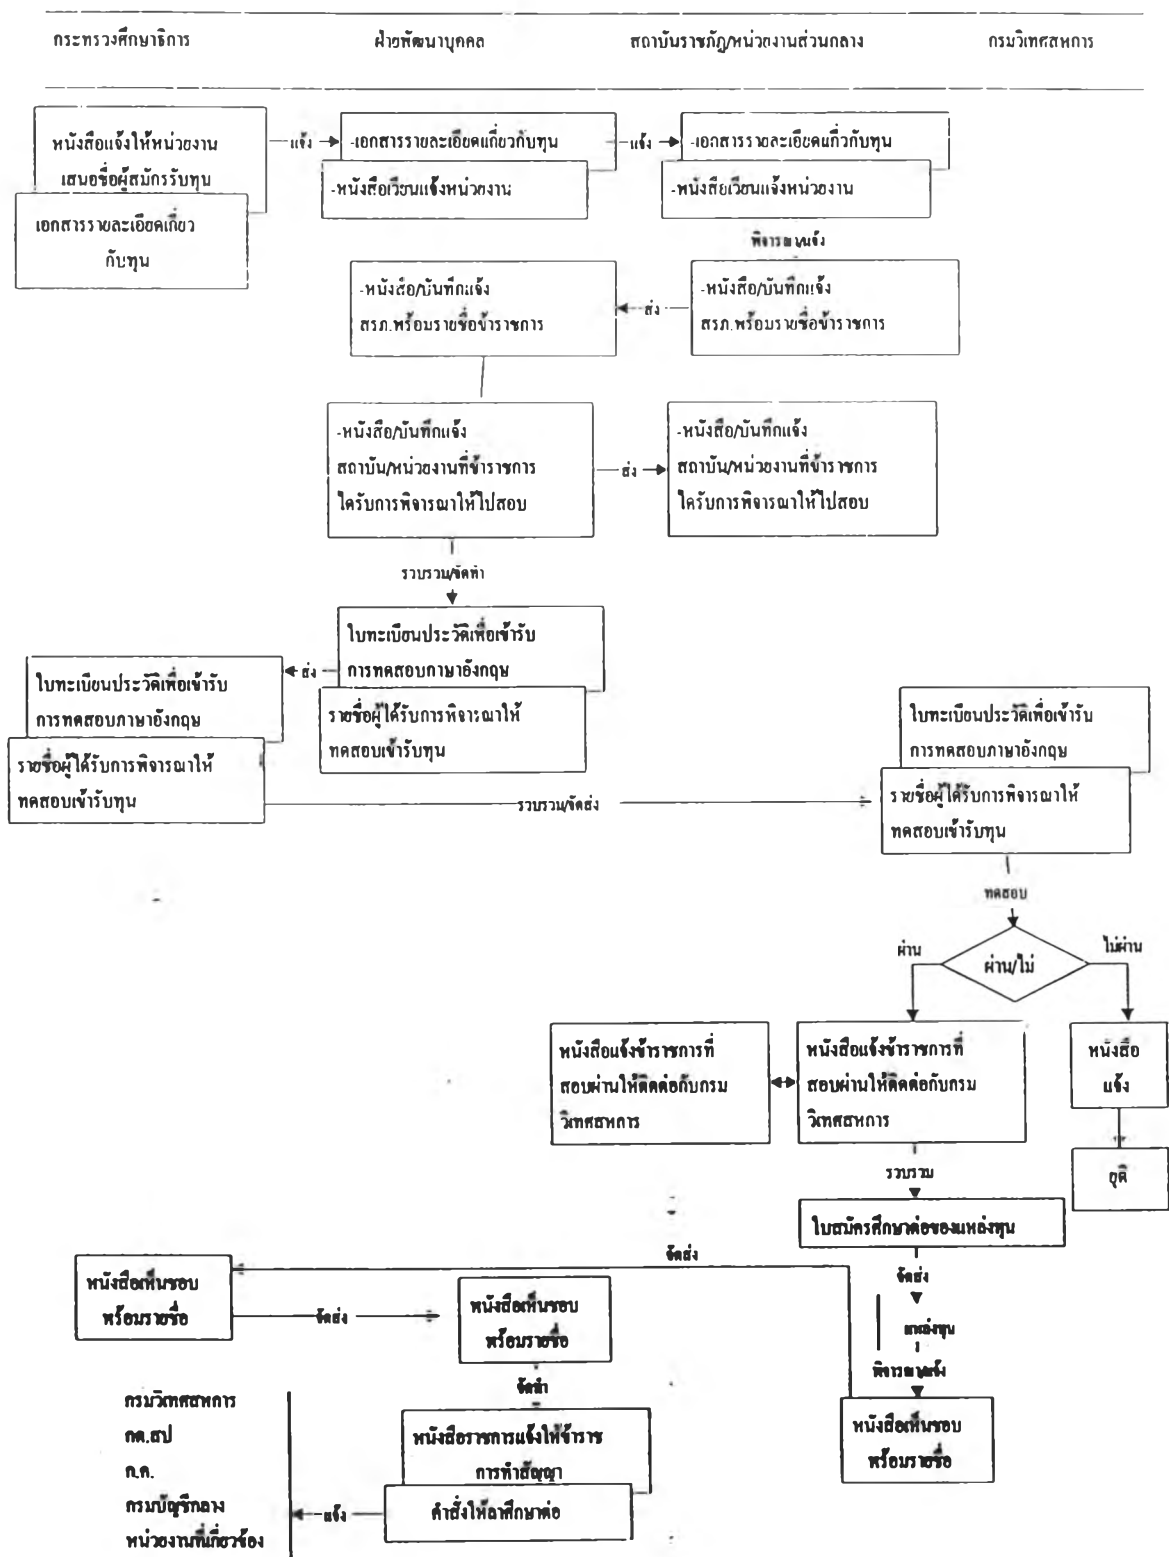 กระทรวงศึกษาธิการ
ฝ่ายพัฒนาบุคคล
สถาบันราชภัฏ/หน่วยงานส่วนกลาง
กรมวิเทศสหการ
หนังสือแจ้งให้หน่วยงาน
เสนอชื่อผู้สมัครรับทุน
เอกสารรายละเอียดเกี่ยว
กับทุน
แจ้ง
-เอกสารรายละเอียดเกี่ยวกับทุน
-หนังสือเวียนแจ้งหน่วยงาน
แจ้ง
-เอกสารรายละเอียดเกี่วกับทุน
-หนังสือเวียนแจ้งหน่วยงาน
พิจารณา/แจ้ง
-หนังสือ/บันทึกแจ้ง
สรภ.พร้อมรายชื่อข้าราชการ
ส่ง
-หนังสือ/บันทึกแจ้ง
สรภ.พร้อมรายชื่อข้าราชการ
-หนังสือ/บันทึกแจ้ง
สถาบัน/หน่วยงานที่ข้าราชการ
ใดรับการพิจารณาให้ไปสอบ
ส่ง
-หนังสือ/บันทึกแจ้ง
สถาบัน/หน่วยงานที่ข้าราชการ
ใดรับการพิจารณาให้ไปสอบ
รวบรวม/จัดทำ
ใบทะเบียนประวัติเพื่อเข้ารับ
การทดสอบภาษาอังกฤษ
รายชื่อผู้ได้รับการพิจารณาให้
ทดสอบเข้ารับทุน
ส่ง
ใบทะเบียนประวัติเพื่อเข้ารับ
การทดสอบภาษาอังกฤษ
รายชื่อผู้ได้รับการพิจารณาให้
ทดสอบเข้ารับทุน
รวบรวม/จัดส่ง
ใบทะเบียนประวัติเพื่อเข้ารับ
การทดสอบภาษาอังกฤษ
รายชื่อผู้ได้รับการพิจารณาให้
ทดสอบเข้ารับทุน
ทดสอบ
ผ่าน
ผ่าน/ไม่
ไม่ผ่าน
หนังสือแจ้งข้าราชการที่
สอบผ่านให้ติดต่อกับกรม
วิเทศสหการ
หนังสือแจ้งข้าราชการที่
สอบผ่านให้ติดต่อกับกรม
วิเทศสหการ
หนังสือ
แจ้ง
ยุติ
รวบรวม
ใบสมัครศึกษาต่อของแหล่งทุน
จัดส่ง
จัดส่ง
แหล่งทุน
พิจารณา/แจ้ง
หนังสือเห็นชอบ
พร้อมรายชื่อ
หนังสือเห็นชอบ
พร้อมรายชื่อ
จัดส่ง
หนังสือเห็นชอบ
พร้อมรายชื่อ
จัดทำ
หนังสือราชการแจ้งให้ข้าราช
การทำสัญญา
คำสั่งให้ลาศึกษาต่อ
แจ้ง
กรมวิเทศสหการ
กค.สป
ก.ค.
กรมบัญชีกลาง
หน่วยงานที่เกี่ยวข้อง